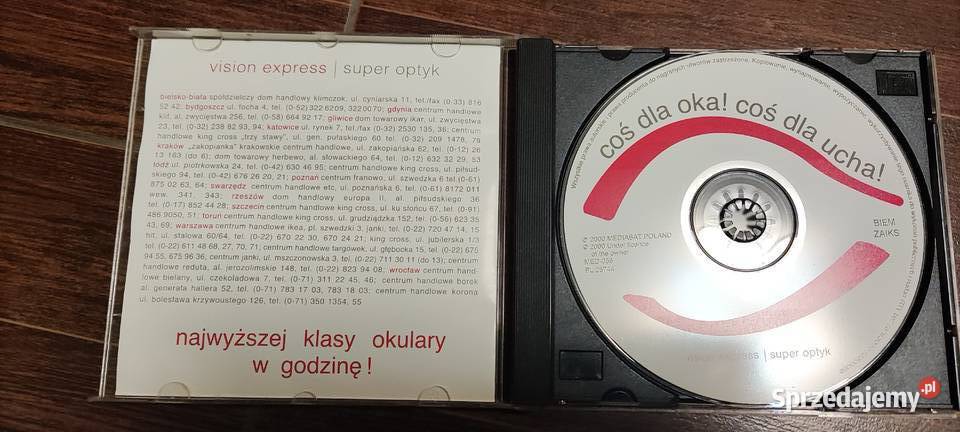 vision express | super optyk
bielsko-biała spółdzielczy dom handlowy klimczok, ul. cyniarska 11, tel./fax (0-33) 816
52 42, bydgoszcz ul. focha 4, tel. (0-52) 322 6209, 322 0070; gdynia centrum handlowe
klif, al. zwycięstwa 256, tel. (0-58) 664 92 17; gliwice dom towarowy ikar, ul. zwycięstwa
23, tel. (0-32) 238 82 93, 94; katowice ul. rynek 7, tel./fax (0-32) 2530 135, 36; centrum
handlowe king cross „trzy stawy”, ul. gen. pułaskiego 60, tel. (0-32) 209 1478, 79
kraków „zakopianka” krakowskie centrum handlowe, ul. zakopiańska 62, tel. (0-12) 26
13 163 (do 6); dom towarowy herbewo, al. słowackiego 64, tel. (0-12) 632 32 29, 53
łódź ul. piotrkowska 24, tel. (0-42) 630 46 95; centrum handlowe king cross, ul. piłsud-
skiego 94, tel. (0-42) 676 26 20, 21; poznań centrum franowo, ul. szwedzka 6 tel.(0-61)
875 02 63, 64; swarzędz centrum handlowe etc, ul. poznańska 6, tel. (0-61) 8172 011
wew. 341, 343; rzeszów dom handlowy europa II, al. piłsudskiego 36
tel. (0-17) 852 44 28; szczecin centrum handlowe king cross, ul. ku słońcu 67, tel. (0-91)
486 9050, 51; toruń centrum handlowe king cross, ul. grudziądzka 152, tel. (0-56) 623 35
43, 69; warszawa centrum handlowe ikea, pl. szwedzki 3, janki, tel. (0-22) 720 47 14, 15
hit, ul. stalowa 60/64, tel. (0-22) 670 22 30, 670 24 21; king cross, ul. jubilerska 1/3
tel. (0-22) 611 48 68, 27, 70, 71; centrum handlowe targówek, ul. głębocka 15, tel. (0-22) 675
94 55, 675 96 36; centrum janki, ul. mszczonowska 3, tel. (0-22) 711 30 11 (do 13); centrum
handlowe reduta, al. jerozolimskie 148, tel. (0-22) 823 94 08; wrocław centrum hand-
lowe bielany, ul. czekoladowa 7, tel. (0-71) 311 22 45, 46; centrum handlowe borek
al. generała hallera 52, tel. (0-71) 783 17 03, 783 18 03; centrum handlowe korona
ul. bolesława krzywoustego 126, tel. (0-71) 350 1354, 55
najwyższej klasy okulary
w godzinę!
coś dla oka! coś dla ucha!
BIEM
ZAIKS
℗ 2000 MEDIASAT POLAND
© 2000 Under licence
of the owner
vision express | super optyk
Sprzedajemy.pl